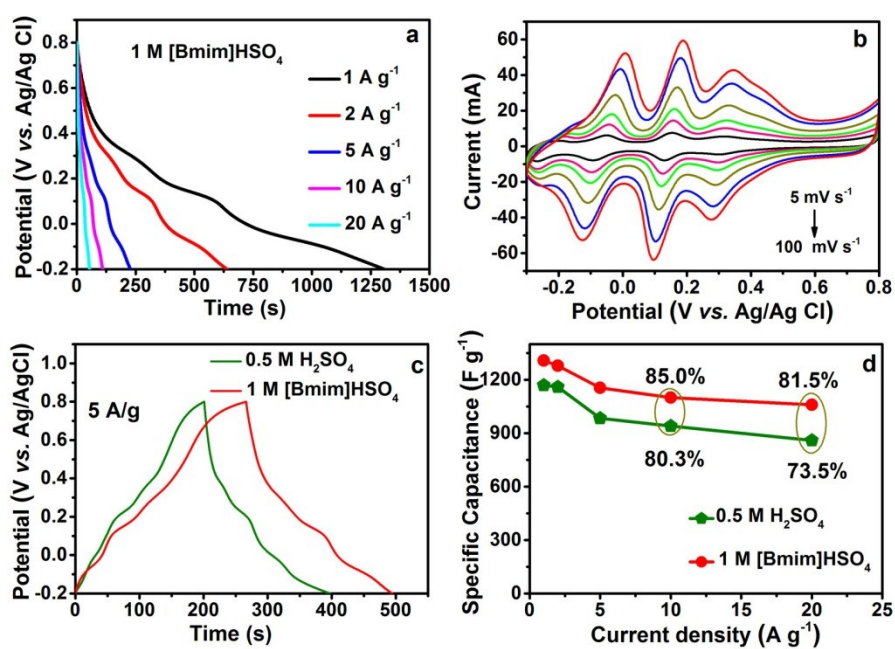 a
1 M [Bmim]HSO₄
1 A g⁻¹
2 A g⁻¹
5 A g⁻¹
10 A g⁻¹
20 A g⁻¹
Potential (V vs. Ag/Ag Cl)
0.8
0.6
0.4
0.2
0.0
-0.2
0 250 500 750 1000 1250 1500
Time (s)
b
Current (mA)
60
40
20
0
-20
-40
-60
5 mV s⁻¹
100 mV s⁻¹
-0.2 0.0 0.2 0.4 0.6 0.8
Potential (V vs. Ag/Ag Cl)
c
0.5 M H₂SO₄
1 M [Bmim]HSO₄
5 A/g
Potential (V vs. Ag/AgCl)
1.0
0.8
0.6
0.4
0.2
0.0
-0.2
0 100 200 300 400 500
Time (s)
d
Specific Capacitance (F g⁻¹)
1200
900
600
300
0
85.0%
81.5%
80.3%
73.5%
0.5 M H₂SO₄
1 M [Bmim]HSO₄
0 5 10 15 20 25
Current density (A g⁻¹)